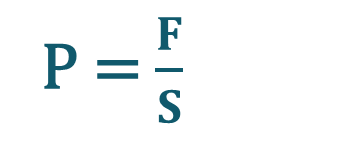 P = F/S